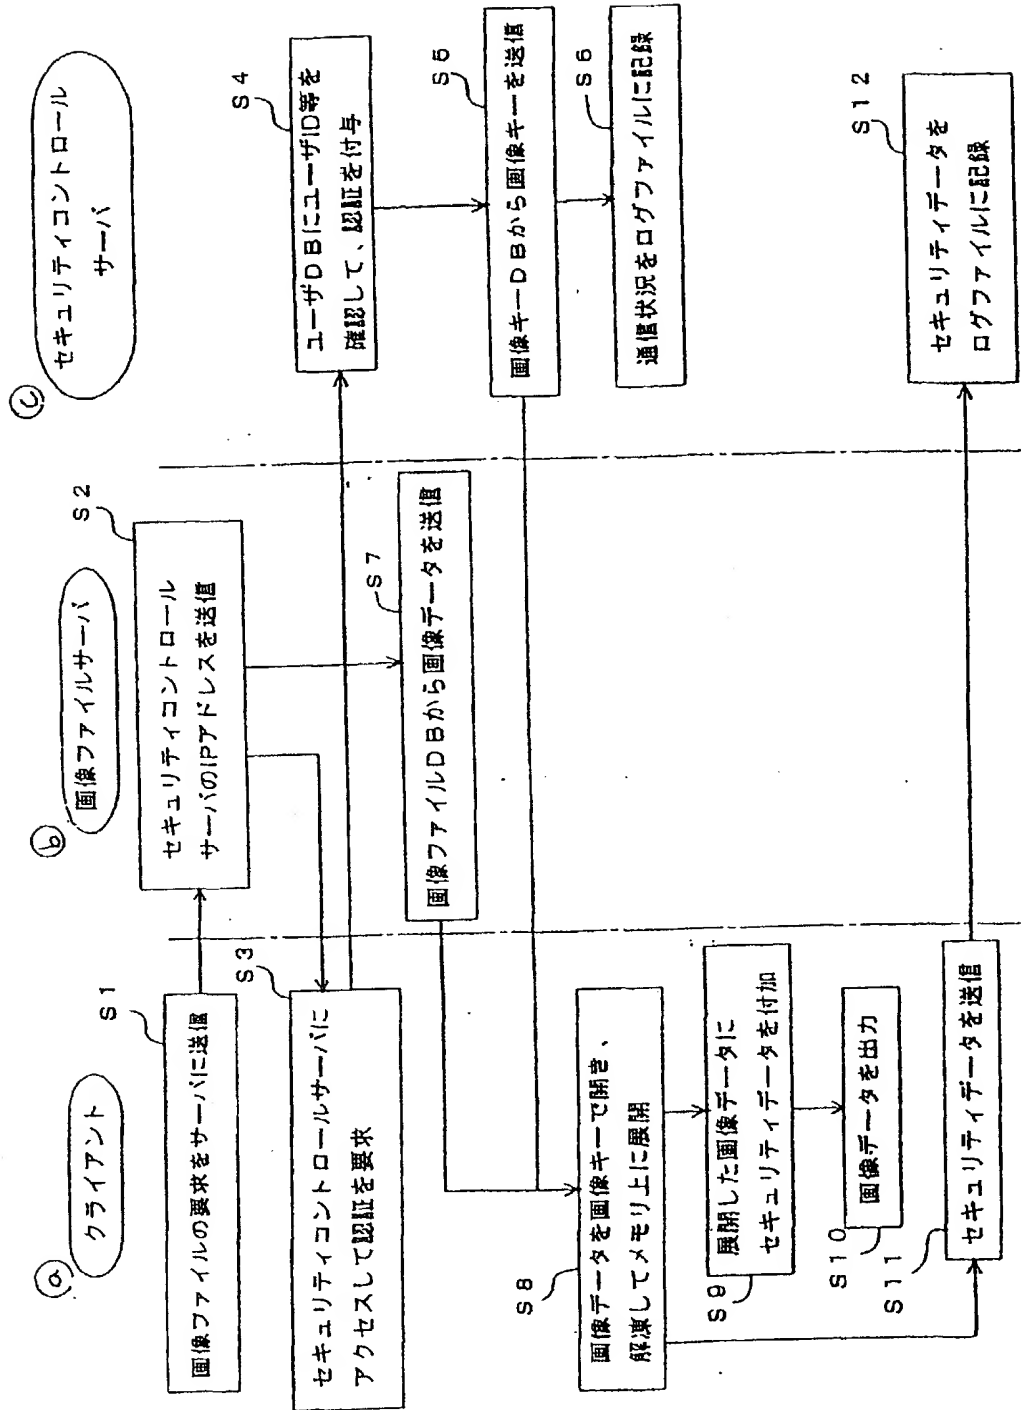 ⓐ
クライアント
ⓑ
画像ファイルサーバ
ⓒ
セキュリティコントロール
サーバ
S1
画像ファイルの要求をサーバに送信
S2
セキュリティコントロール
サーバのIPアドレスを送信
S3
セキュリティコントロールサーバに
アクセスして認証を要求
S4
ユーザDBにユーザID等を
確認して、認証を付与
S5
画像キーDBから画像キーを送信
S6
通信状況をログファイルに記録
S7
画像ファイルDBから画像データを送信
S8
画像データを画像キーで開き、
解凍してメモリ上に展開
S9
展開した画像データに
セキュリティデータを付加
S10
画像データを出力
S11
セキュリティデータを送信
S12
セキュリティデータを
ログファイルに記録